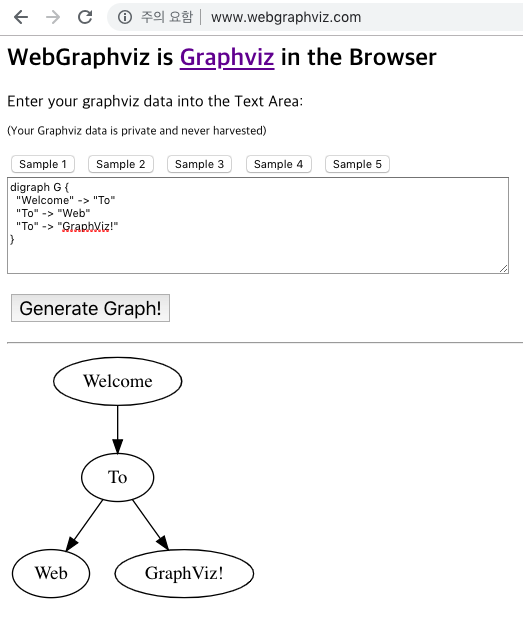 주의 요함 | www.webgraphviz.com
WebGraphviz is Graphviz in the Browser
Enter your graphviz data into the Text Area:
(Your Graphviz data is private and never harvested)
Sample 1 Sample 2 Sample 3 Sample 4 Sample 5
digraph G {
"Welcome" -> "To"
"To" -> "Web"
"To" -> "GraphViz!"
}
Generate Graph!
Welcome
To
Web GraphViz!